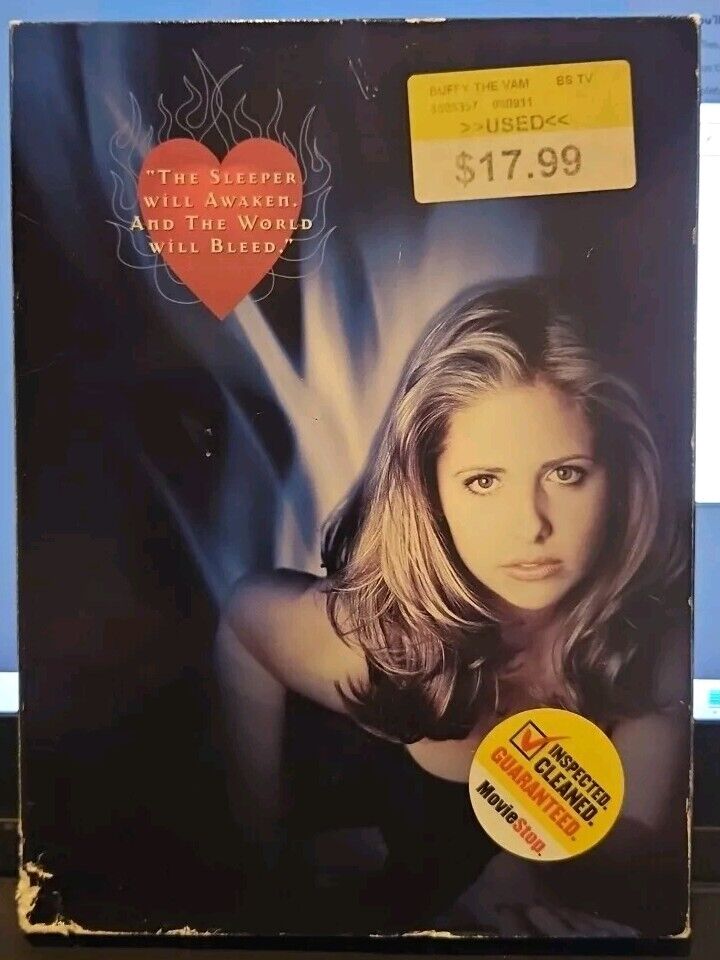 "The Sleeper
will Awaken.
And The World
will Bleed."
BUFFY THE VAM BS TV
>>USED<<
$17.99
INSPECTED.
CLEANED.
GUARANTEED.
MovieStop.